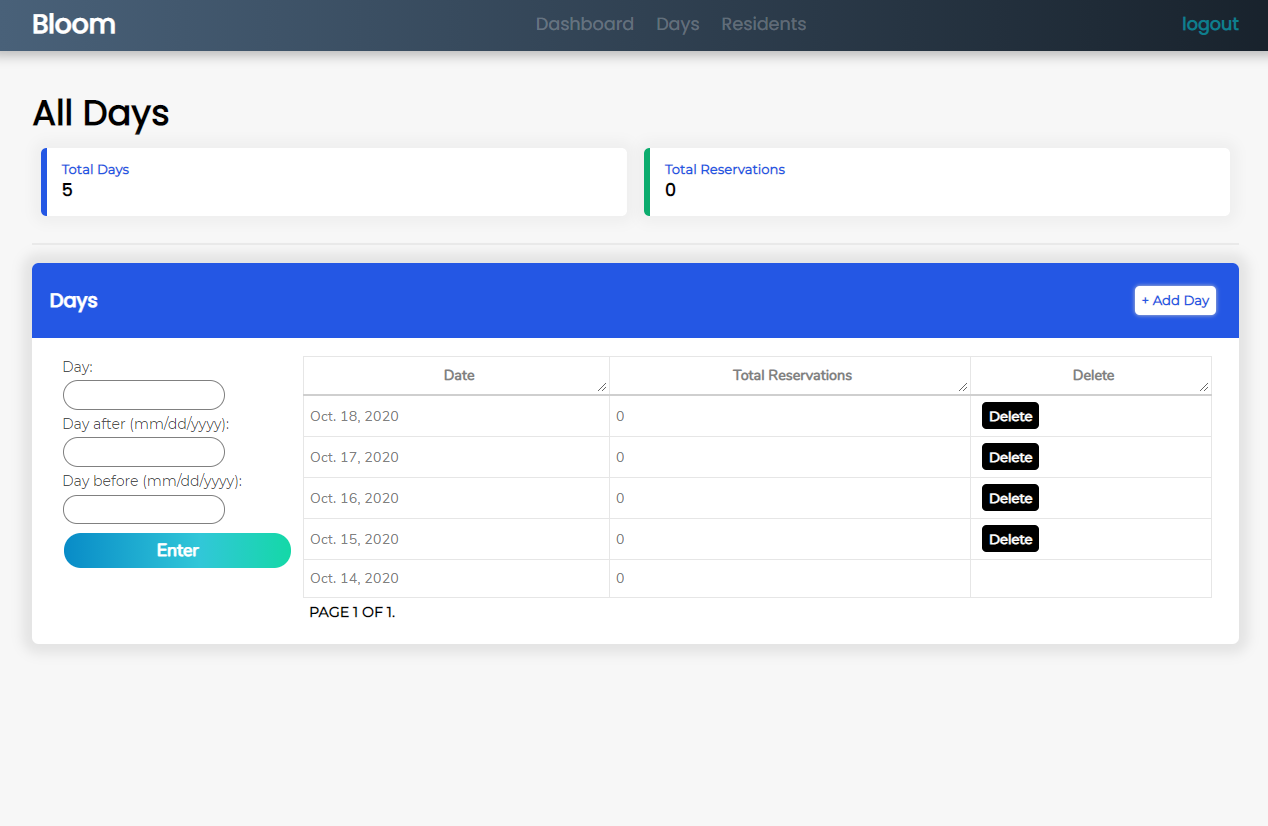 Bloom Dashboard Days Residents logout
All Days
Total Days
5
Total Reservations
0
Days + Add Day
Day:
Day after (mm/dd/yyyy):
Day before (mm/dd/yyyy):
Enter
Date Total Reservations Delete
Oct. 18, 2020 0 Delete
Oct. 17, 2020 0 Delete
Oct. 16, 2020 0 Delete
Oct. 15, 2020 0 Delete
Oct. 14, 2020 0
PAGE 1 OF 1.